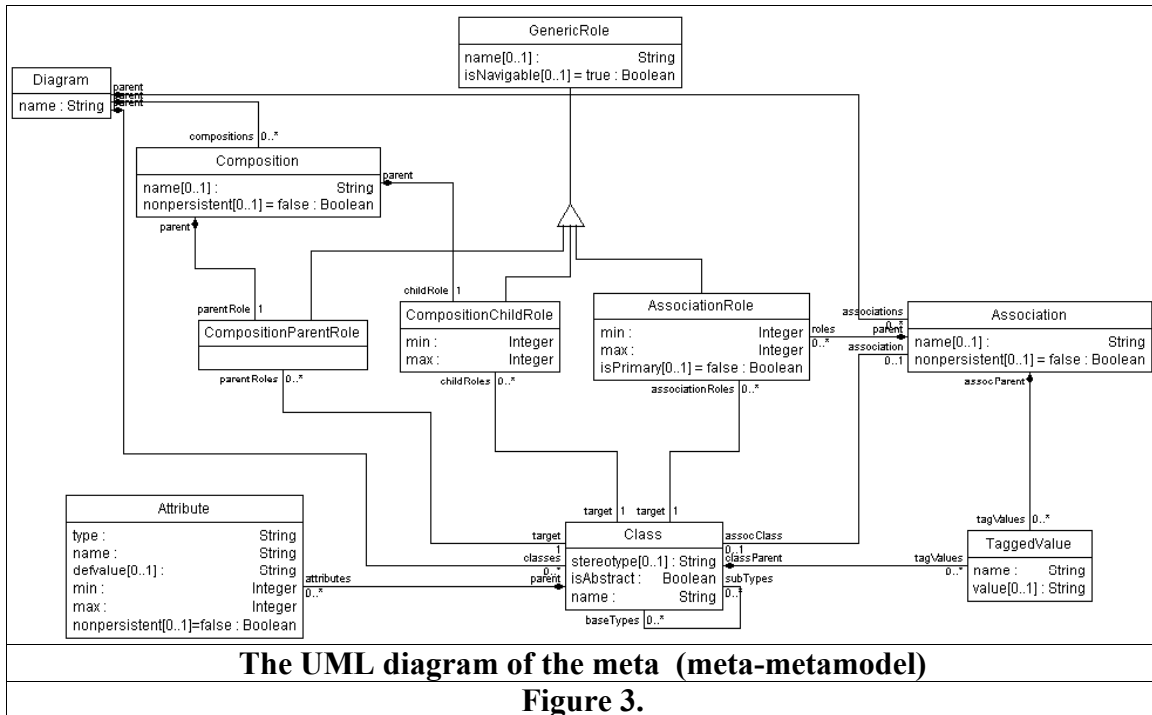 GenericRole
name[0..1] : String
isNavigable[0..1] = true : Boolean
Diagram
name : String
parent
parent
parent
compositions 0..*
Composition
name[0..1] : String
nonpersistent[0..1] = false : Boolean
parent
parent
parentRole 1
CompositionParentRole
parentRoles 0..*
childRole 1
CompositionChildRole
min : Integer
max : Integer
childRoles 0..*
AssociationRole
min : Integer
max : Integer
isPrimary[0..1] = false : Boolean
associationRoles 0..*
roles
0..*
associations
0..*
parent
association
0..1
Association
name[0..1] : String
nonpersistent[0..1] = false : Boolean
assocParent
Attribute
type : String
name : String
defvalue[0..1] : String
min : Integer
max : Integer
nonpersistent[0..1]=false : Boolean
attributes
0..*
parent
target
1
classes
0..*
target 1
target 1
Class
stereotype[0..1] : String
isAbstract : Boolean
name : String
assocClass
0..1
classParent
subTypes
0..*
baseTypes 0..*
tagValues
0..*
tagValues 0..*
TaggedValue
name : String
value[0..1] : String
The UML diagram of the meta (meta-metamodel)
Figure 3.